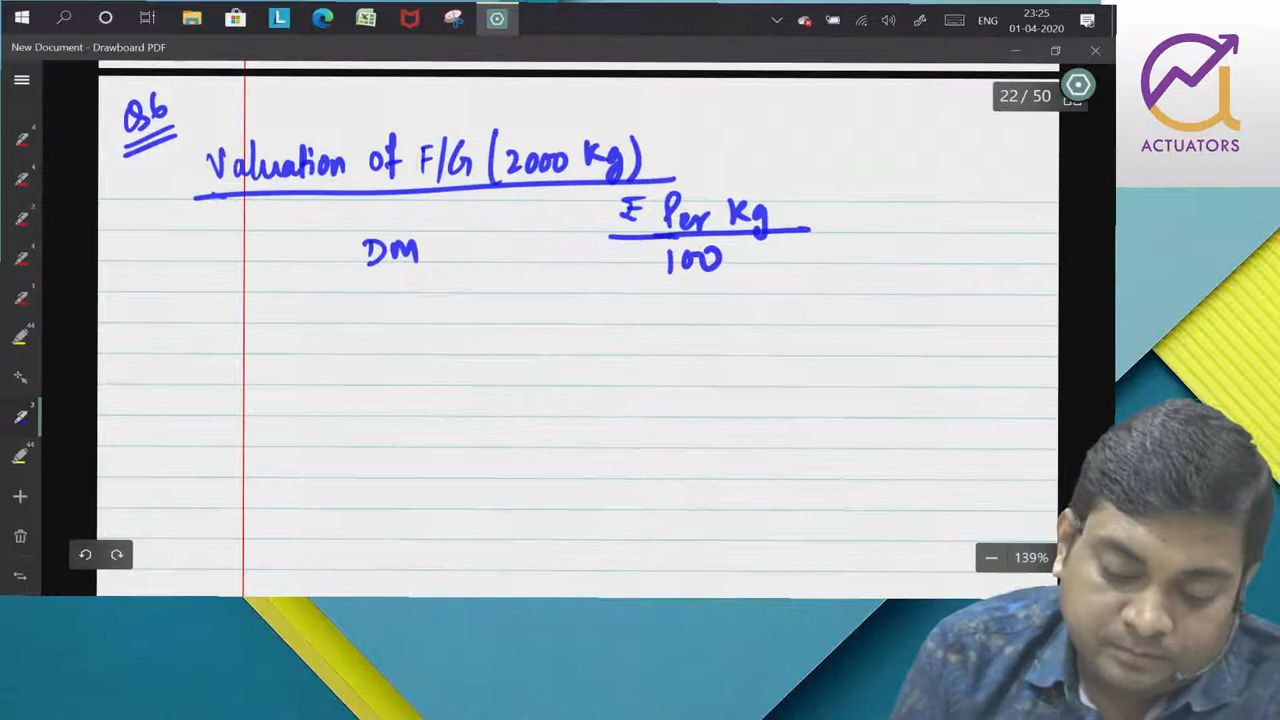 ENG
23:25
01-04-2020
New Document - Drawboard PDF
ACTUATORS
22 / 50
Q6
Valuation of F/G (2000 Kg)
₹ Per Kg
DM 100
139%